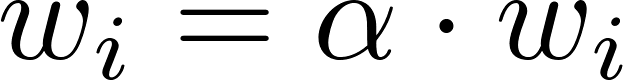 wᵢ = α · wᵢ